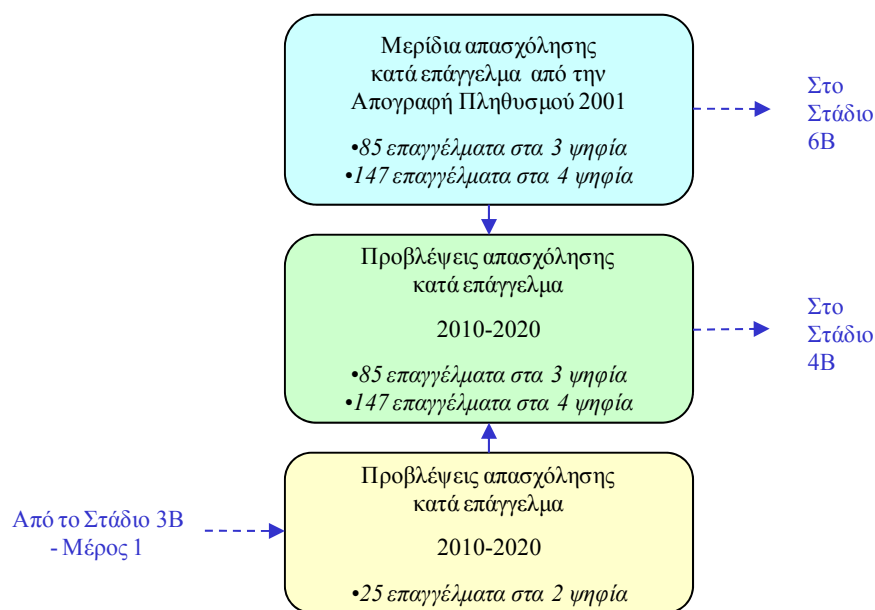 Μερίδια απασχόλησης
κατά επάγγελμα από την
Απογραφή Πληθυσμού 2001
•85 επαγγέλματα στα 3 ψηφία
•147 επαγγέλματα στα 4 ψηφία
Στο
Στάδιο
6Β
Προβλέψεις απασχόλησης
κατά επάγγελμα
2010-2020
•85 επαγγέλματα στα 3 ψηφία
•147 επαγγέλματα στα 4 ψηφία
Στο
Στάδιο
4Β
Από το Στάδιο 3Β
- Μέρος 1
Προβλέψεις απασχόλησης
κατά επάγγελμα
2010-2020
•25 επαγγέλματα στα 2 ψηφία